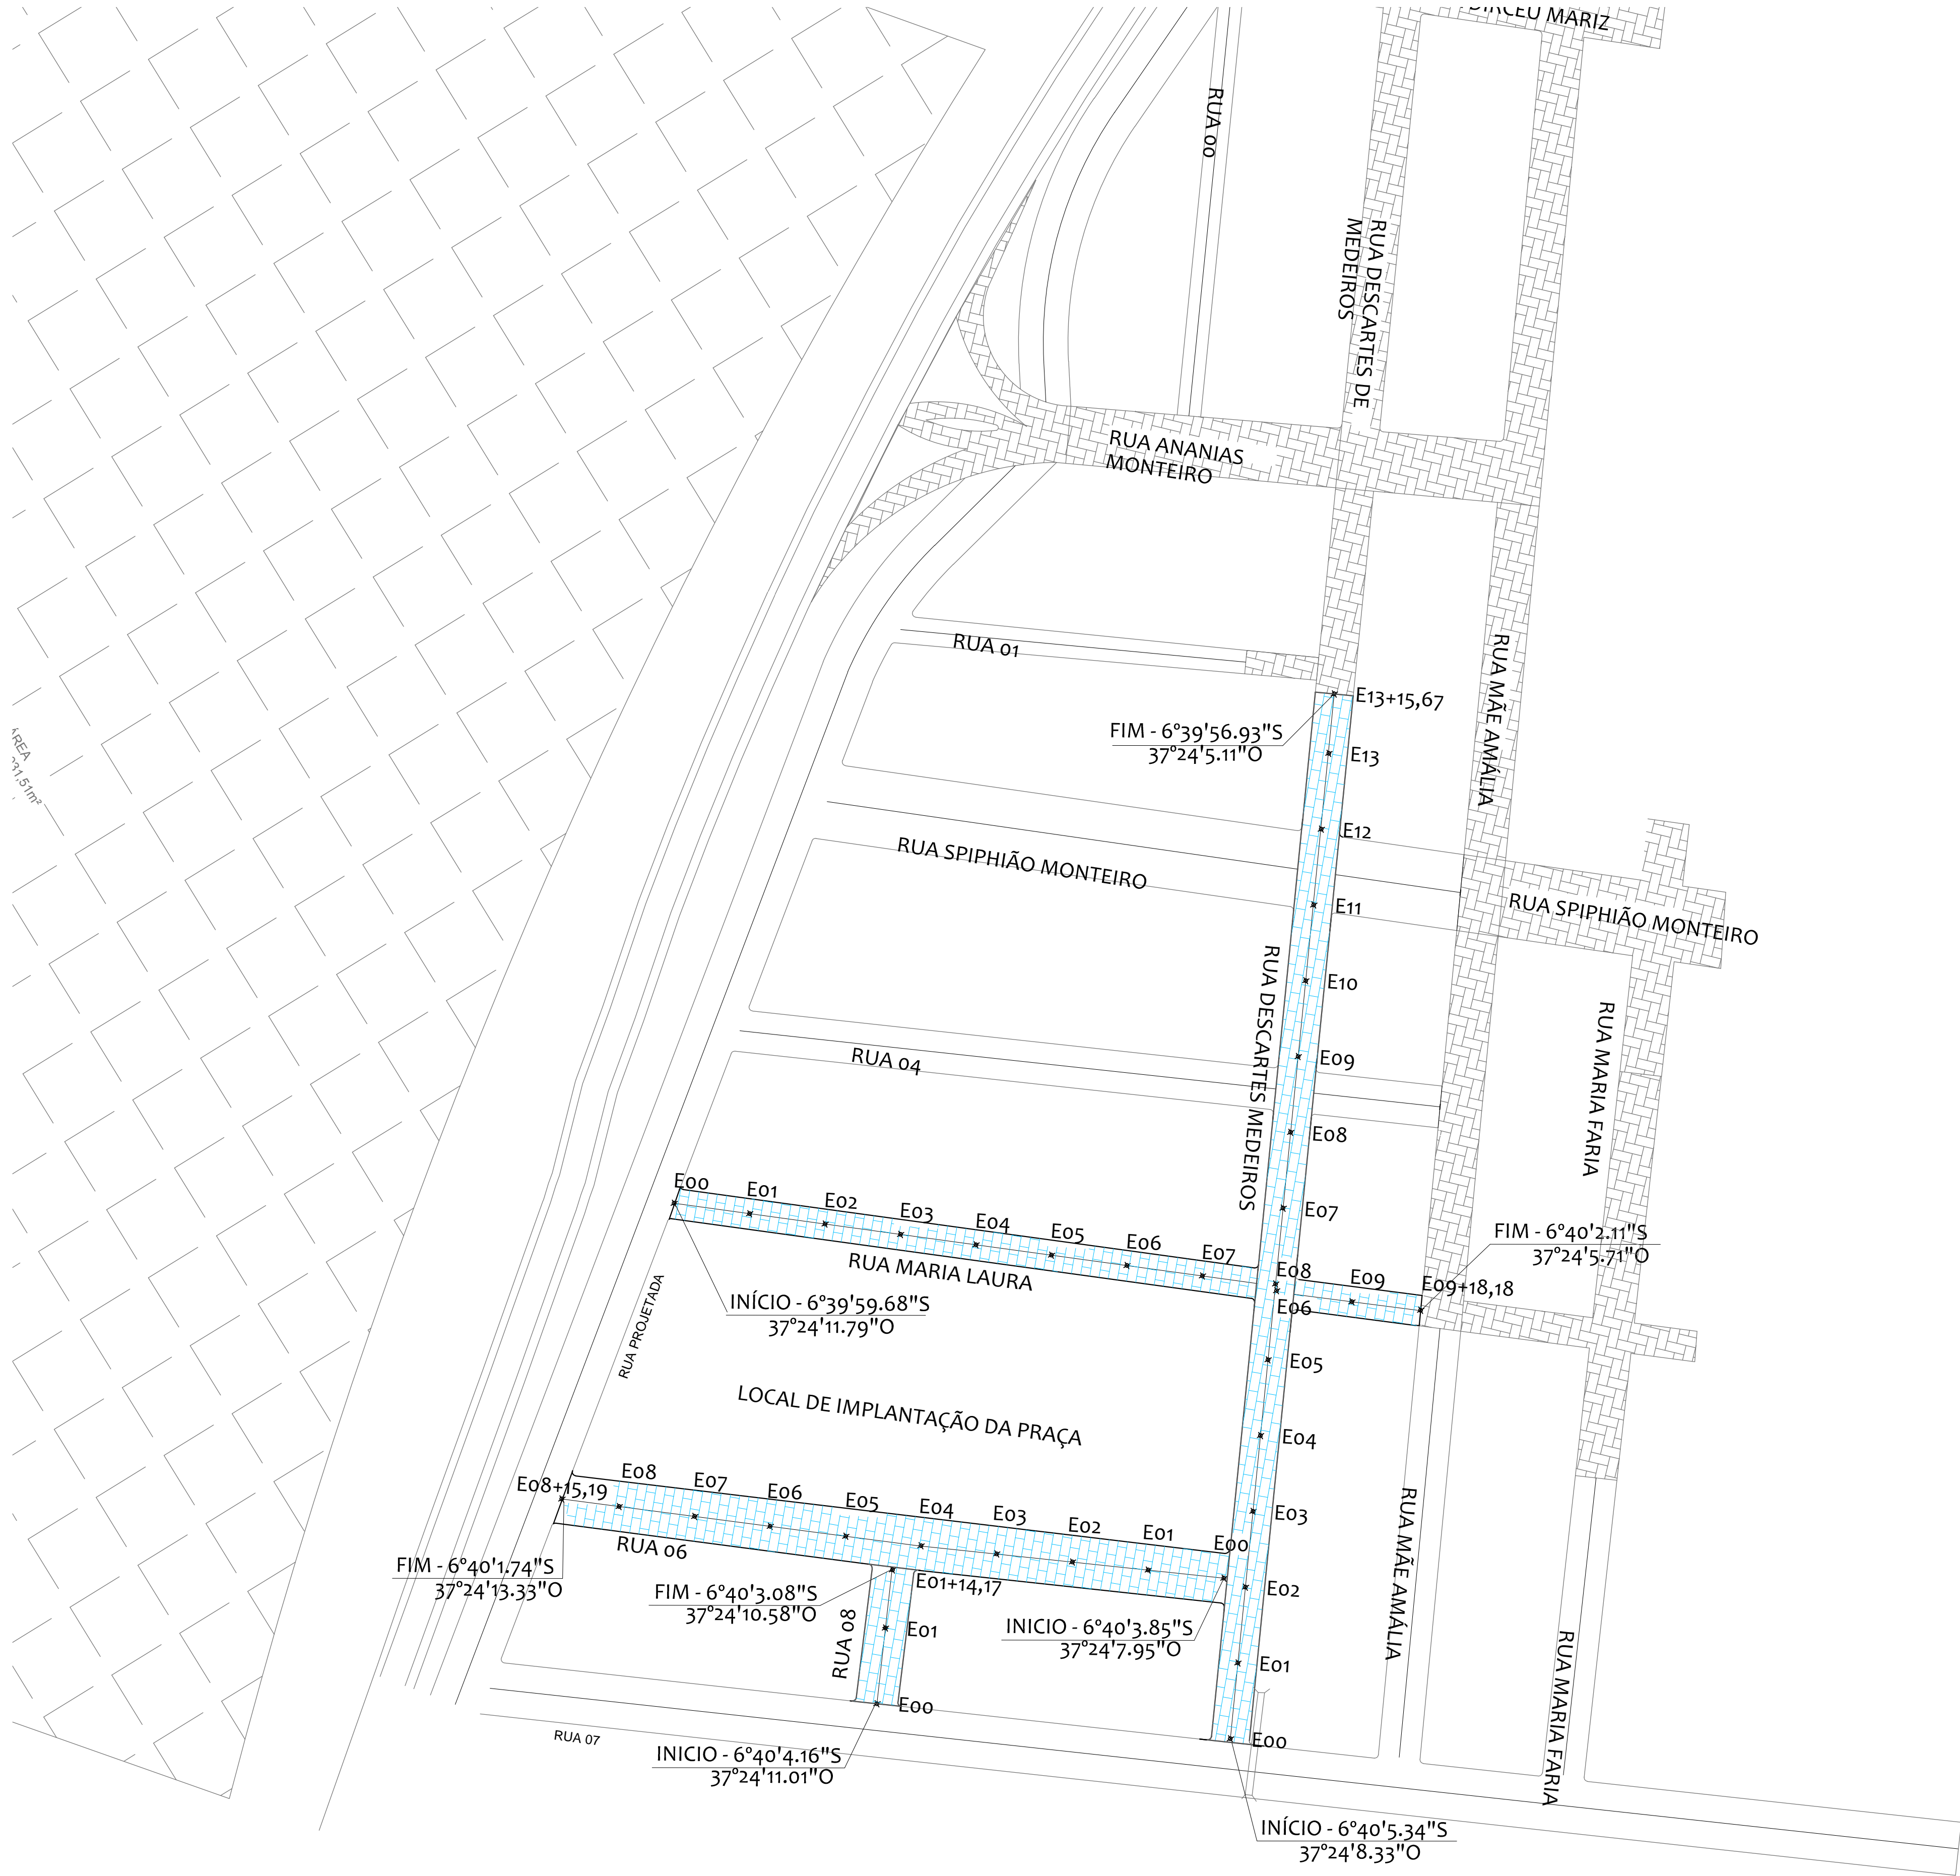 DIRCEU MARIZ
RUA 00
RUA DESCARTES DE
MEDEIROS
RUA ANANIAS
MONTEIRO
RUA 01
E13+15,67
FIM - 6°39'56.93"S
37°24'5.11"O
E13
RUA MÃE AMÁLIA
31,51m²
E12
RUA SPIPHIÃO MONTEIRO
E11
RUA SPIPHIÃO MONTEIRO
RUA DESCARTES MEDEIROS
E10
RUA MARIA FARIA
RUA 04
E09
E08
E00
E01
E02
E03
E04
E05
E06
E07
E07
RUA MARIA LAURA
FIM - 6°40'2.11"S
37°24'5.71"O
E08
E09
E09+18,18
E06
INÍCIO - 6°39'59.68"S
37°24'11.79"O
RUA PROJETADA
E05
LOCAL DE IMPLANTAÇÃO DA PRAÇA
E04
E08+15,19
E08
E07
E06
E05
E04
E03
E02
E01
E00
E03
RUA MÃE AMÁLIA
RUA 06
FIM - 6°40'1.74"S
37°24'13.33"O
FIM - 6°40'3.08"S
37°24'10.58"O
E01+14,17
E02
INICIO - 6°40'3.85"S
37°24'7.95"O
RUA 08
E01
E01
RUA MARIA FARIA
E00
E00
RUA 07
INICIO - 6°40'4.16"S
37°24'11.01"O
INÍCIO - 6°40'5.34"S
37°24'8.33"O